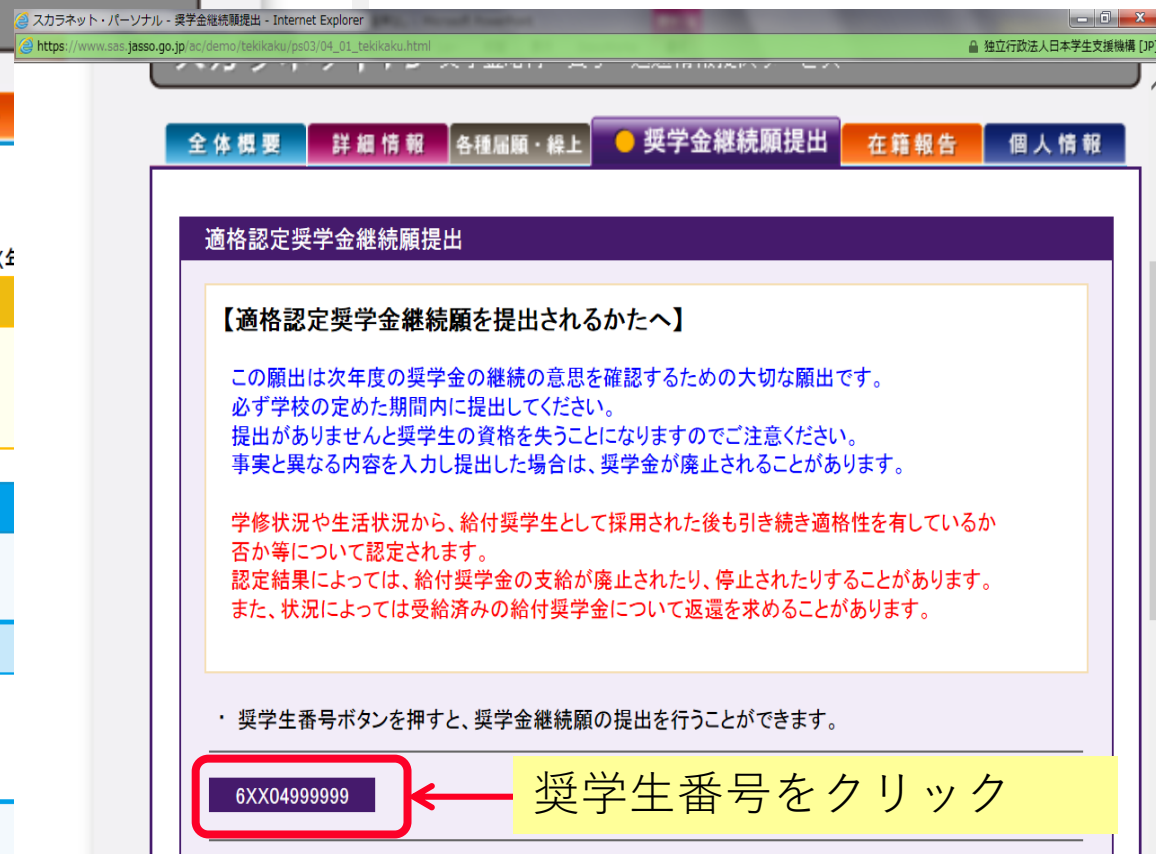 スカラネット・パーソナル - 奨学金継続願提出 - Internet Explorer
https://www.sas.jasso.go.jp/ac/demo/tekikaku/ps03/04_01_tekikaku.html
独立行政法人日本学生支援機構 [JP]
全体概要
詳細情報
各種届願・繰上
奨学金継続願提出
在籍報告
個人情報
適格認定奨学金継続願提出
【適格認定奨学金継続願を提出されるかたへ】
この願出は次年度の奨学金の継続の意思を確認するための大切な願出です。
必ず学校の定めた期間内に提出してください。
提出がありませんと奨学生の資格を失うことになりますのでご注意ください。
事実と異なる内容を入力し提出した場合は、奨学金が廃止されることがあります。
学修状況や生活状況から、給付奨学生として採用された後も引き続き適格性を有しているか
否か等について認定されます。
認定結果によっては、給付奨学金の支給が廃止されたり、停止されたりすることがあります。
また、状況によっては受給済みの給付奨学金について返還を求めることがあります。
・ 奨学生番号ボタンを押すと、奨学金継続願の提出を行うことができます。
6XX04999999
奨学生番号をクリック